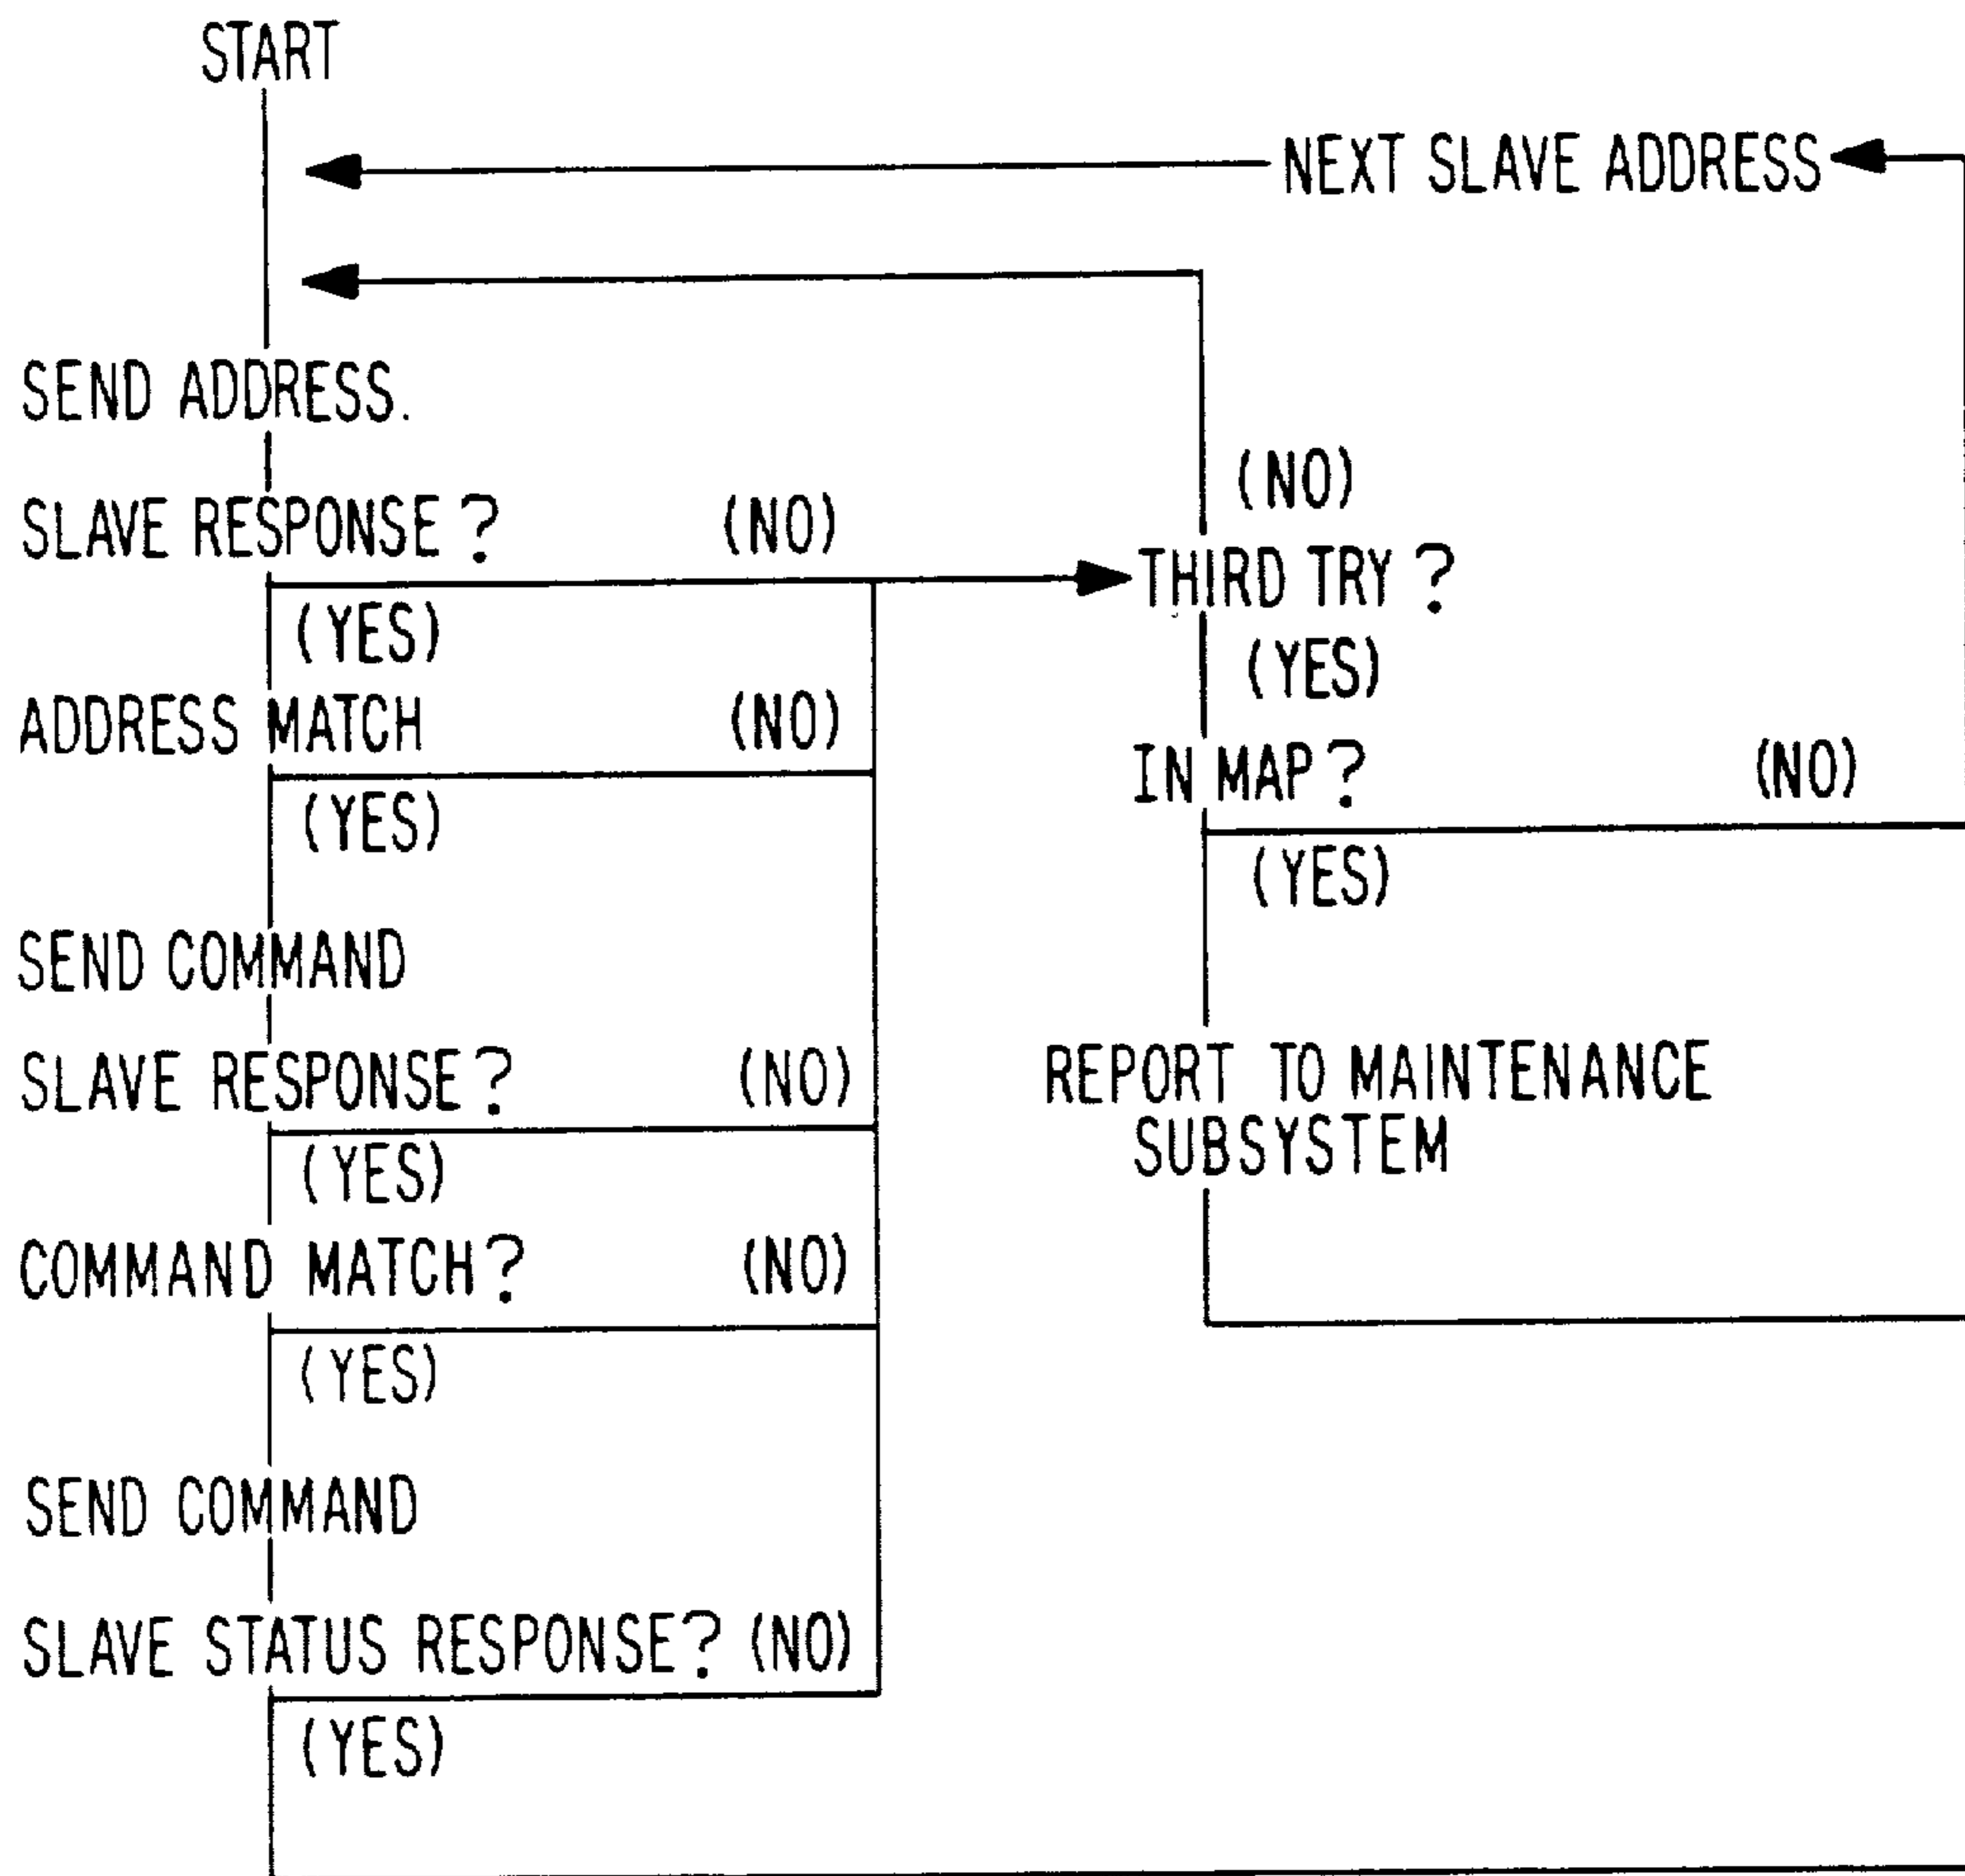 START
NEXT SLAVE ADDRESS
SEND ADDRESS.
SLAVE RESPONSE? (NO)
(YES)
ADDRESS MATCH (NO)
(YES)
SEND COMMAND
SLAVE RESPONSE? (NO)
(YES)
COMMAND MATCH? (NO)
(YES)
SEND COMMAND
SLAVE STATUS RESPONSE? (NO)
(YES)
(NO)
THIRD TRY?
(YES)
IN MAP? (NO)
(YES)
REPORT TO MAINTENANCE
SUBSYSTEM